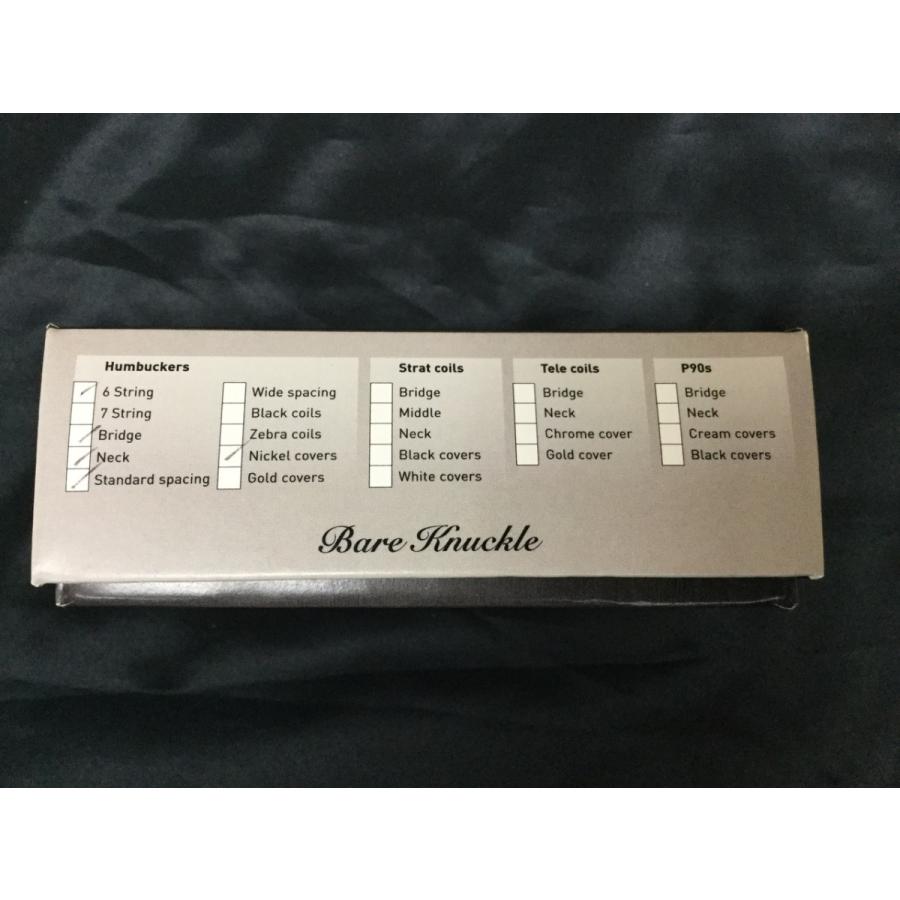 Humbuckers
6 String
7 String
Bridge
Neck
Standard spacing
Wide spacing
Black coils
Zebra coils
Nickel covers
Gold covers
Strat coils
Bridge
Middle
Neck
Black covers
White covers
Tele coils
Bridge
Neck
Chrome cover
Gold cover
P90s
Bridge
Neck
Cream covers
Black covers
Bare Knuckle